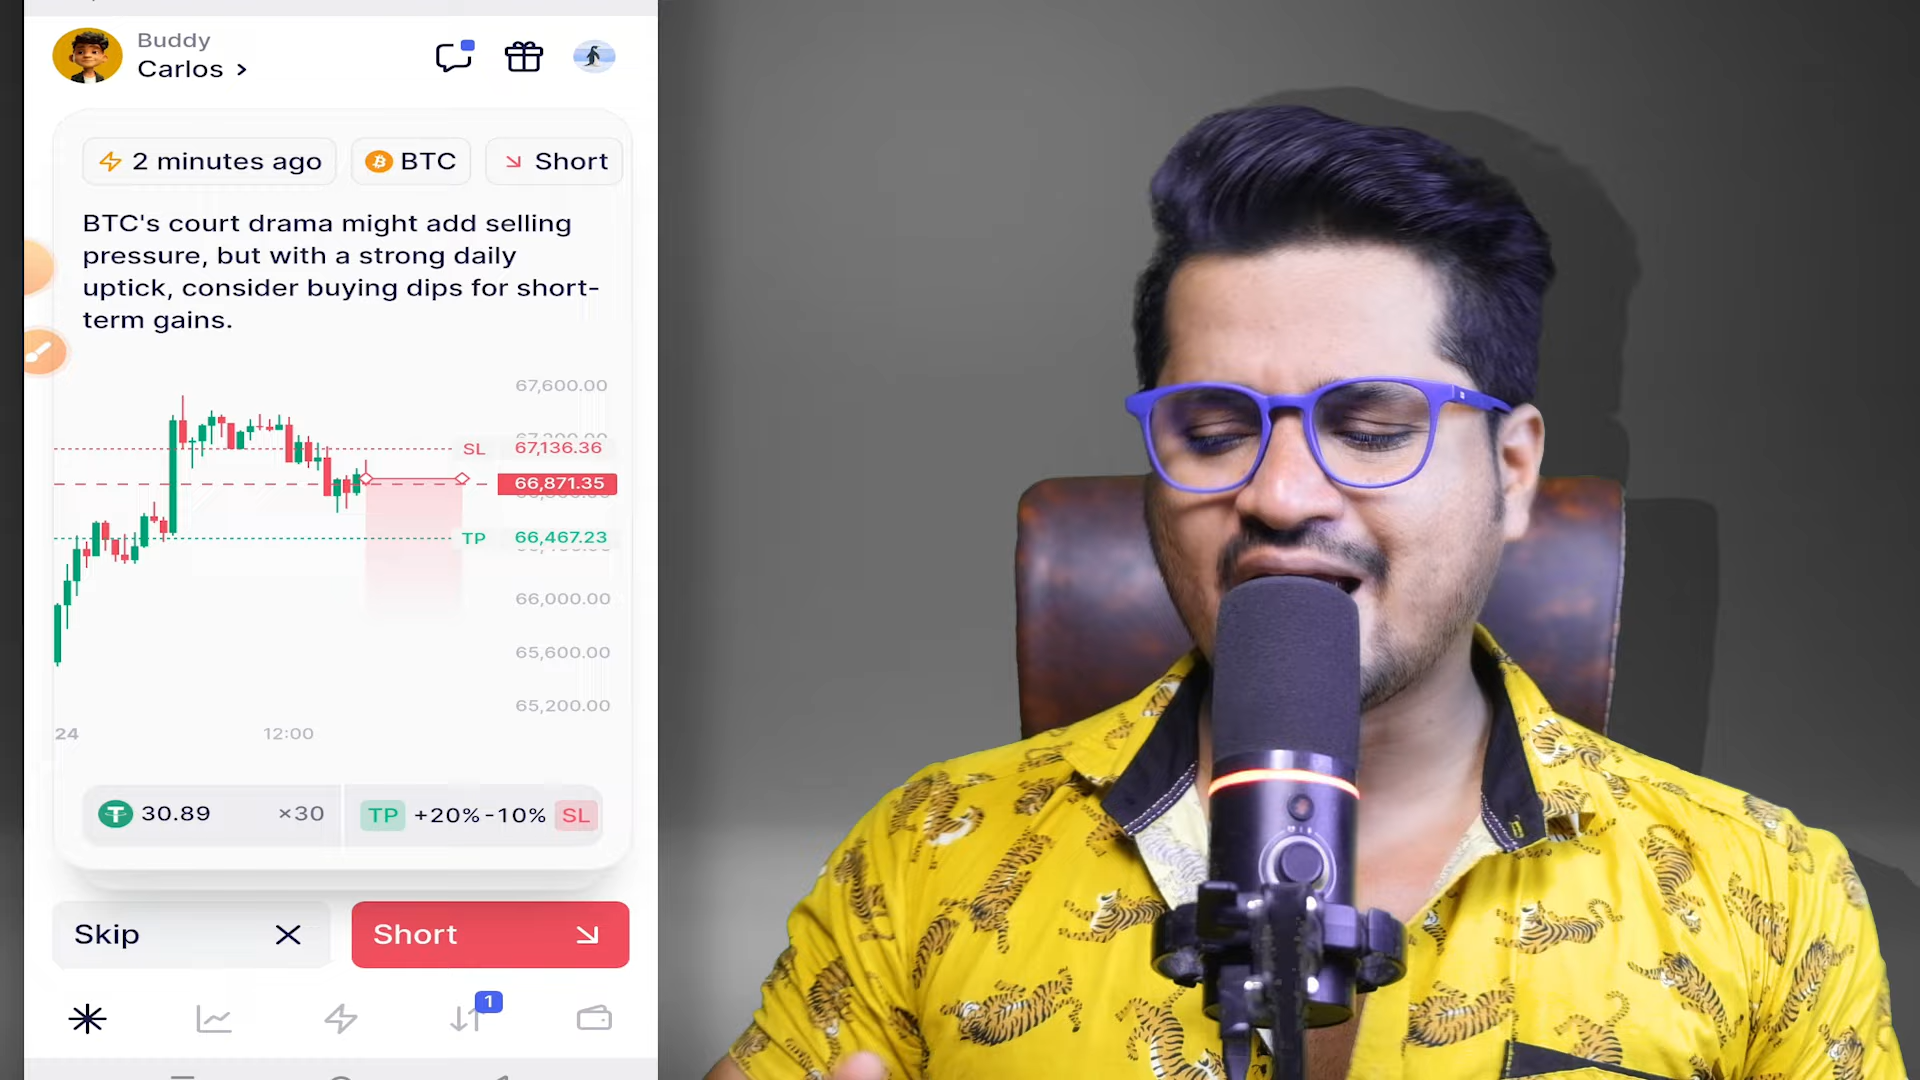 Buddy
Carlos >
2 minutes ago
BTC
Short
BTC's court drama might add selling
pressure, but with a strong daily
uptick, consider buying dips for short-
term gains.
67,600.00
SL 67,136.36
66,871.35
TP 66,467.23
66,000.00
65,600.00
65,200.00
24
12:00
30.89 ×30
TP +20% -10% SL
Skip
Short
1